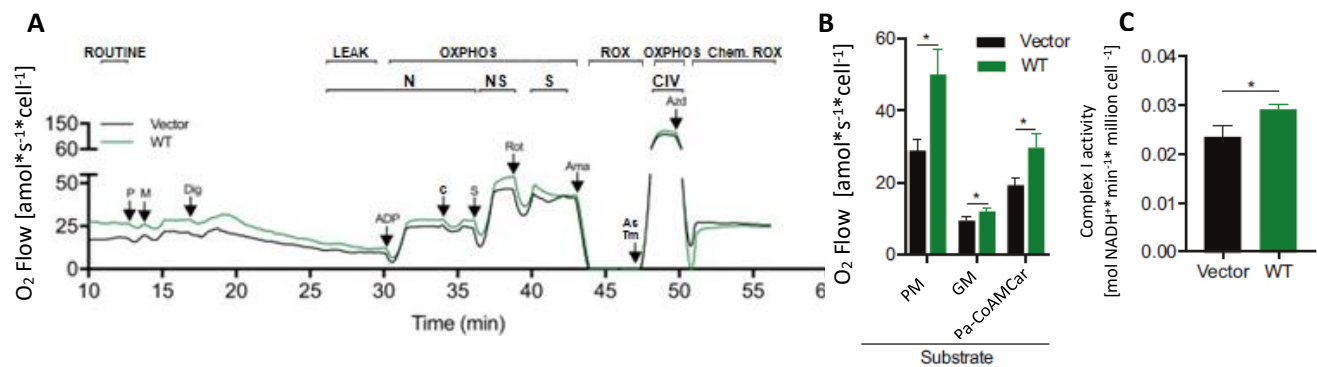 A
ROUTINE LEAK OXPHOS ROX OXPHOS Chem. ROX
N NS S CIV
O₂ Flow [amol*s⁻¹*cell⁻¹]
150
60
50
25
0
Vector
WT
P M Dig ADP c S Rot Ama As Tm Azd
10 15 20 25 30 35 40 45 50 55 6
Time (min)
B
O₂ Flow [amol*s⁻¹*cell⁻¹]
60
40
20
0
Vector
WT
* * *
PM GM Pa-CoAMCar
Substrate
C
Complex I activity
[mol NADH⁺*min⁻¹* million cell⁻¹]
0.04
0.03
0.02
0.01
0.00
*
Vector WT